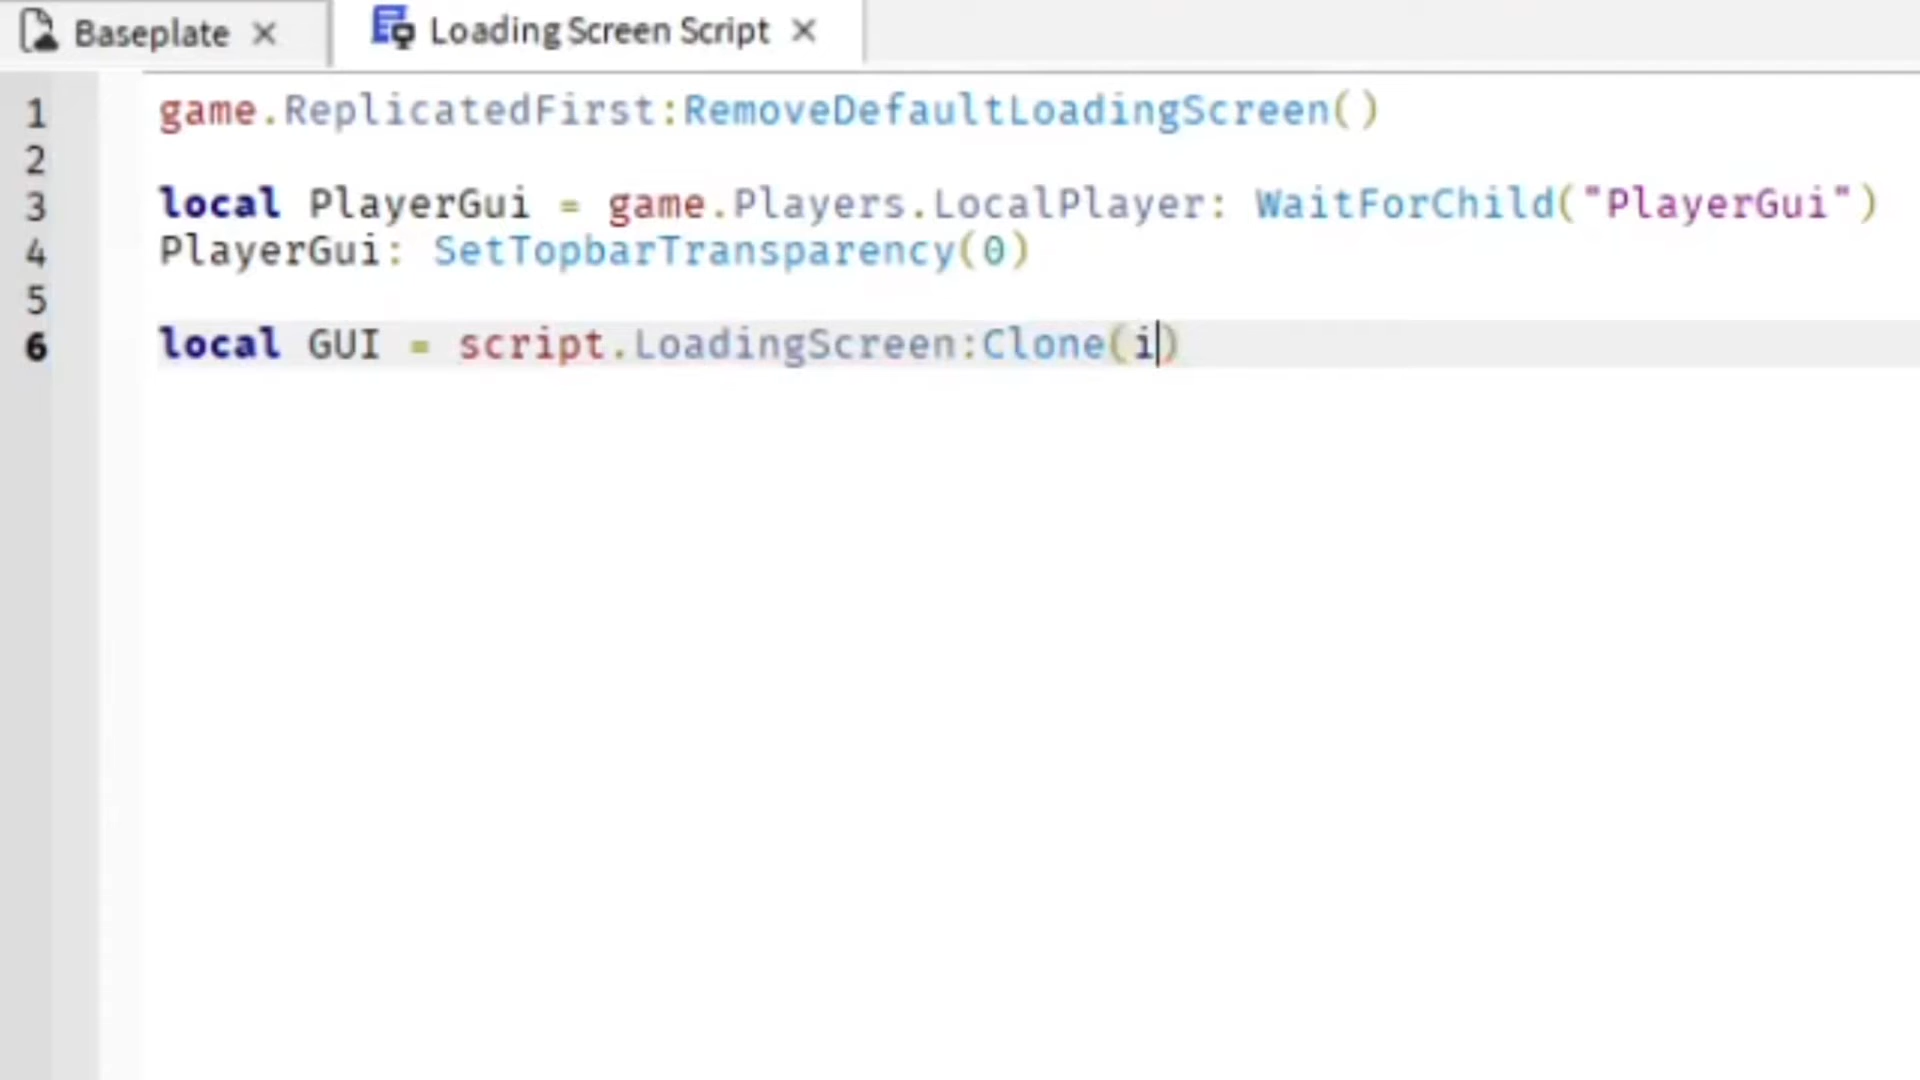 Baseplate × Loading Screen Script ×
1 game.ReplicatedFirst:RemoveDefaultLoadingScreen()
2
3 local PlayerGui = game.Players.LocalPlayer: WaitForChild("PlayerGui")
4 PlayerGui: SetTopbarTransparency(0)
5
6 local GUI = script.LoadingScreen:Clone(i)